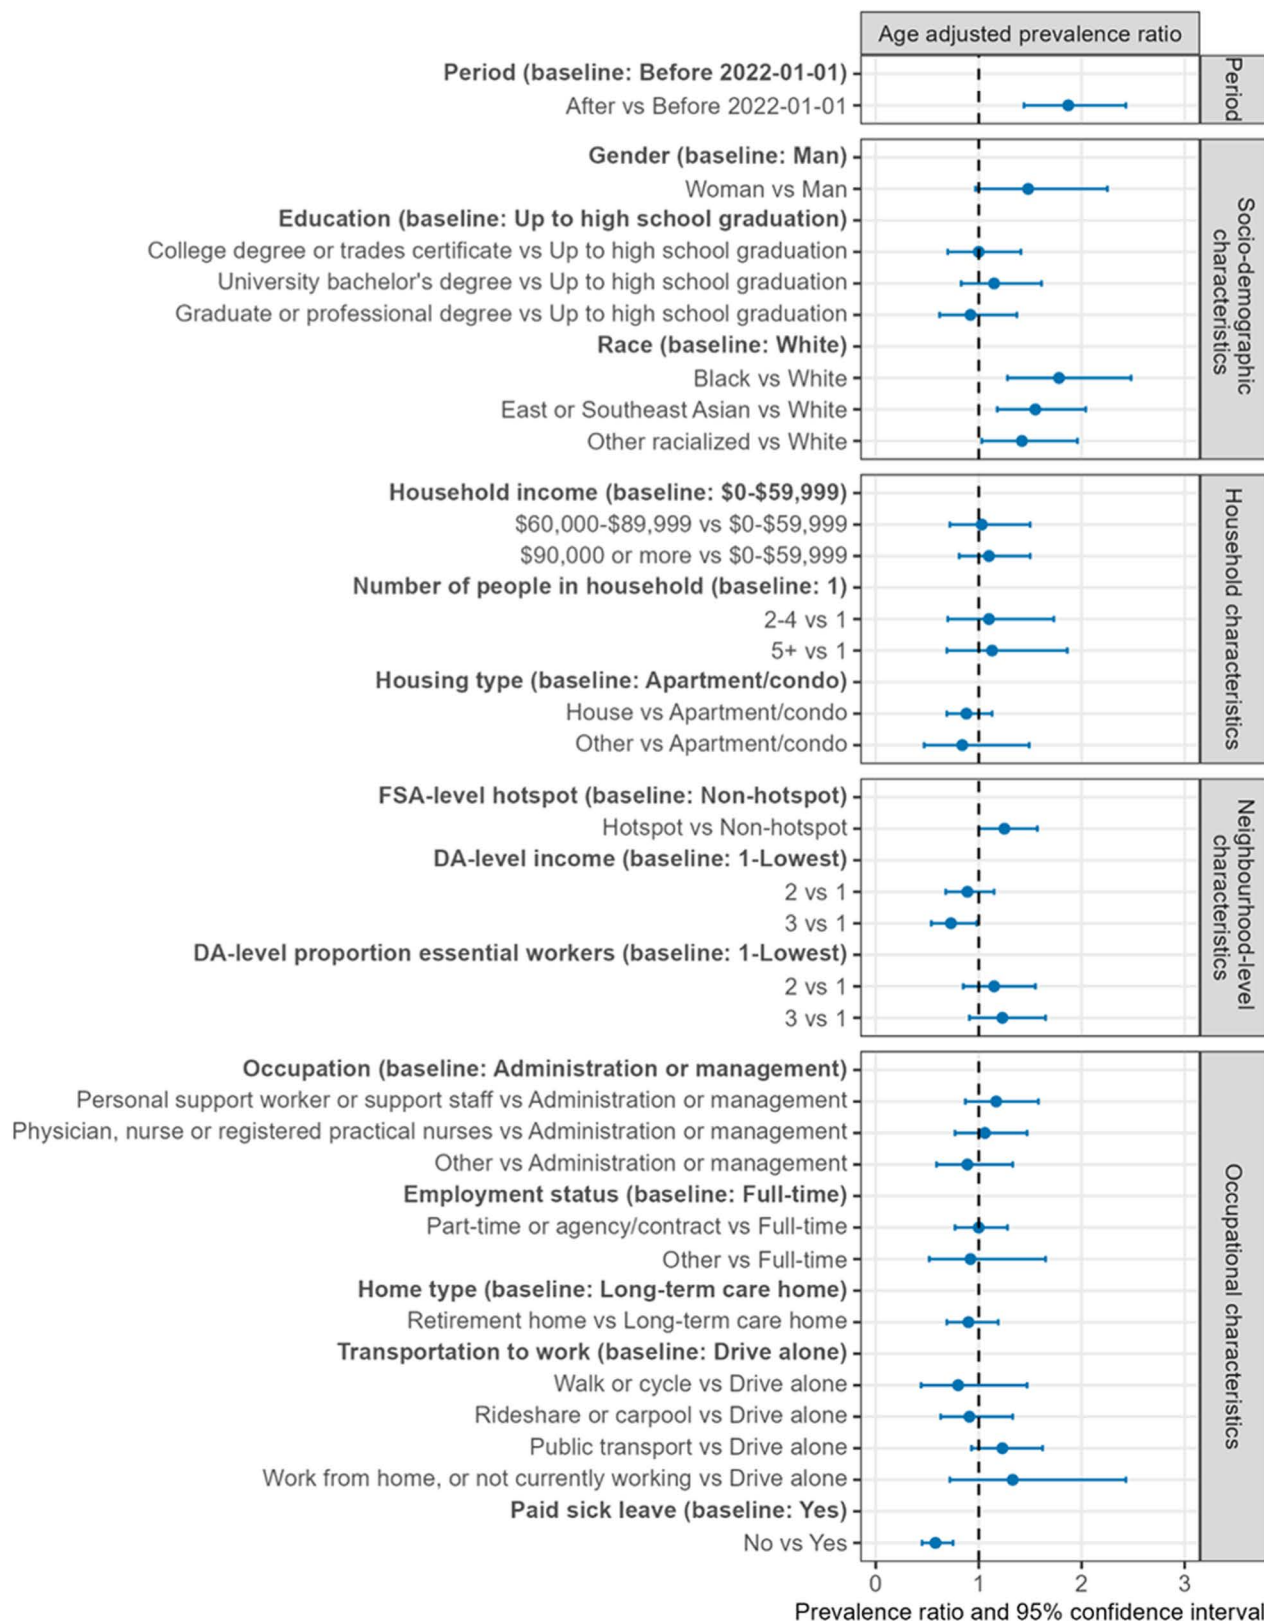 Age adjusted prevalence ratio
Period (baseline: Before 2022-01-01)
After vs Before 2022-01-01
Period
Gender (baseline: Man)
Woman vs Man
Education (baseline: Up to high school graduation)
College degree or trades certificate vs Up to high school graduation
University bachelor's degree vs Up to high school graduation
Graduate or professional degree vs Up to high school graduation
Race (baseline: White)
Black vs White
East or Southeast Asian vs White
Other racialized vs White
Socio-demographic
characteristics
Household income (baseline: $0-$59,999)
$60,000-$89,999 vs $0-$59,999
$90,000 or more vs $0-$59,999
Number of people in household (baseline: 1)
2-4 vs 1
5+ vs 1
Housing type (baseline: Apartment/condo)
House vs Apartment/condo
Other vs Apartment/condo
Household characteristics
FSA-level hotspot (baseline: Non-hotspot)
Hotspot vs Non-hotspot
DA-level income (baseline: 1-Lowest)
2 vs 1
3 vs 1
DA-level proportion essential workers (baseline: 1-Lowest)
2 vs 1
3 vs 1
Neighbourhood-level
characteristics
Occupation (baseline: Administration or management)
Personal support worker or support staff vs Administration or management
Physician, nurse or registered practical nurses vs Administration or management
Other vs Administration or management
Employment status (baseline: Full-time)
Part-time or agency/contract vs Full-time
Other vs Full-time
Home type (baseline: Long-term care home)
Retirement home vs Long-term care home
Transportation to work (baseline: Drive alone)
Walk or cycle vs Drive alone
Rideshare or carpool vs Drive alone
Public transport vs Drive alone
Work from home, or not currently working vs Drive alone
Paid sick leave (baseline: Yes)
No vs Yes
Occupational characteristics
0 1 2 3
Prevalence ratio and 95% confidence interval